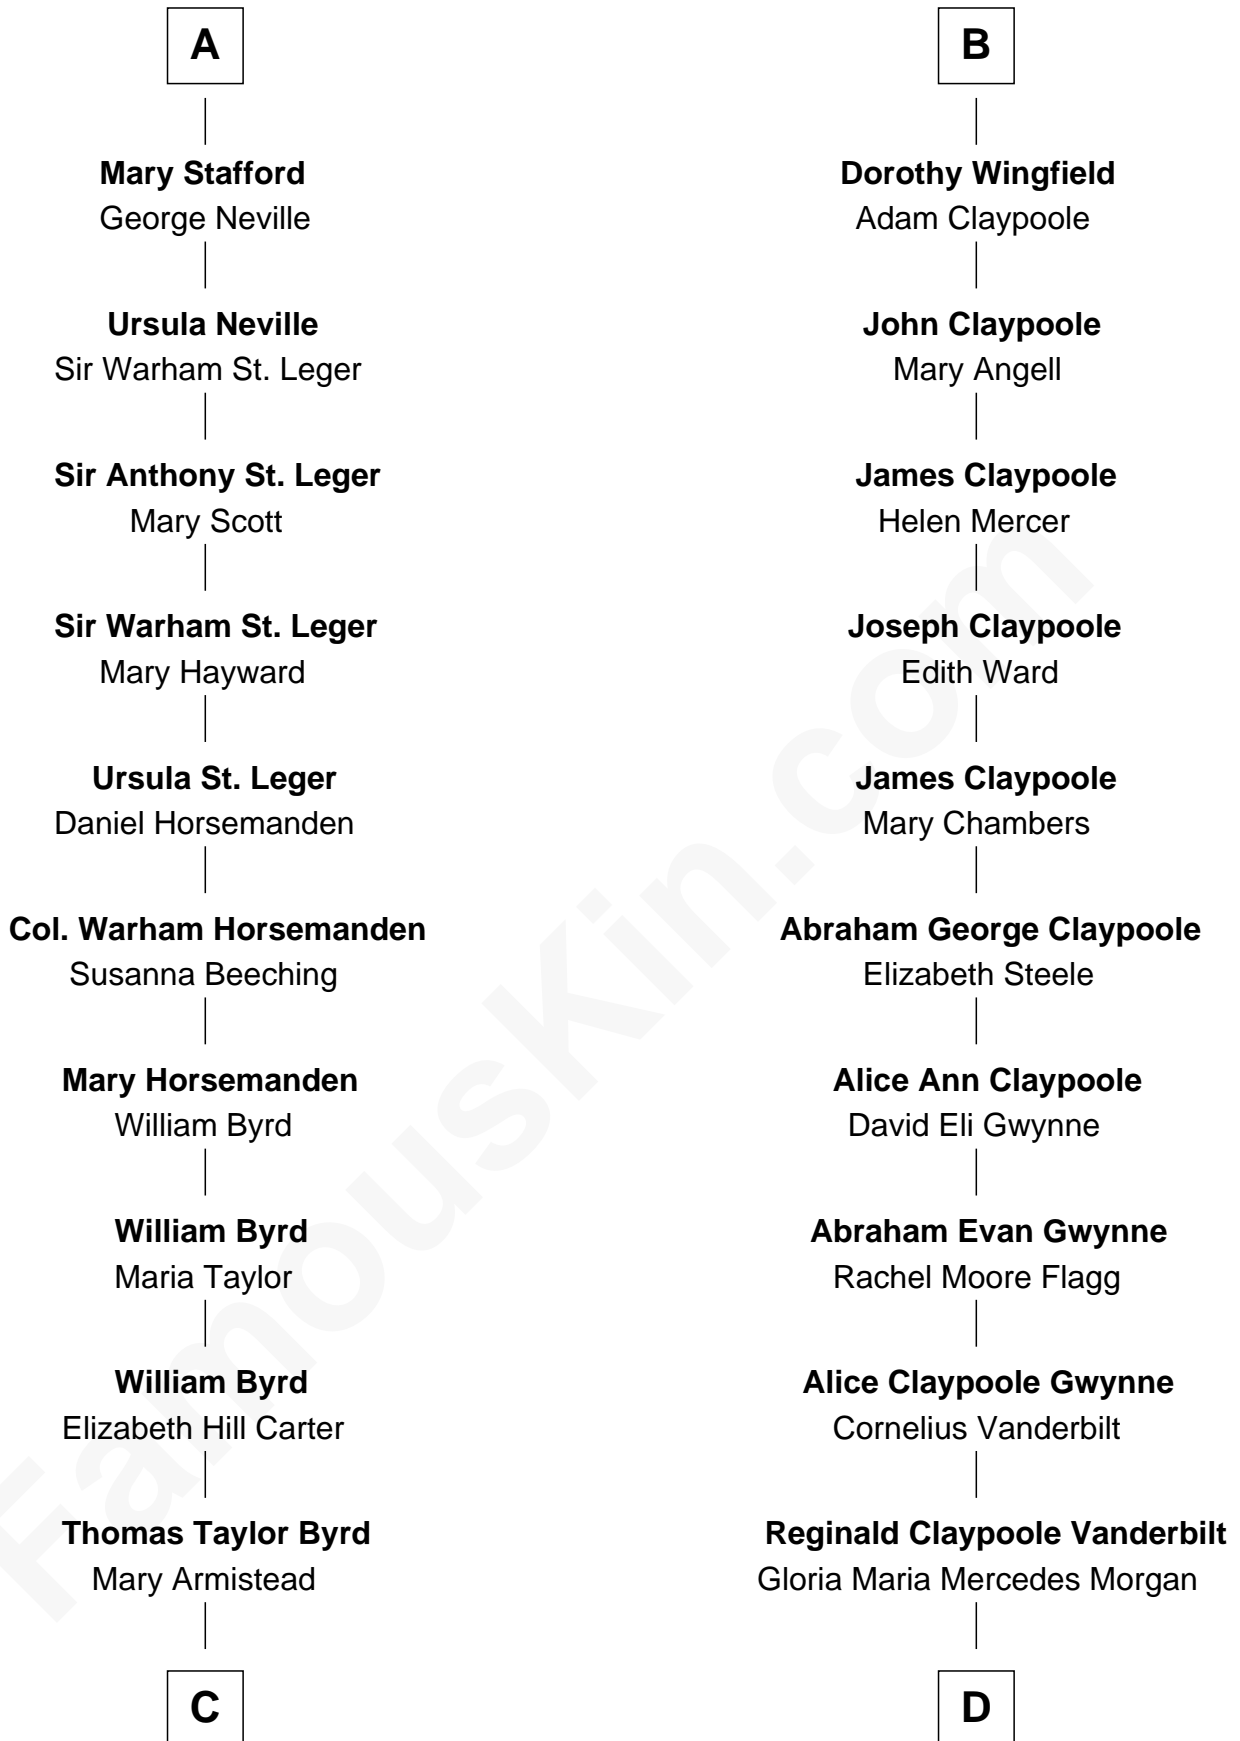 A
Mary Stafford
George Neville
Ursula Neville
Sir Warham St. Leger
Sir Anthony St. Leger
Mary Scott
Sir Warham St. Leger
Mary Hayward
Ursula St. Leger
Daniel Horsemanden
Col. Warham Horsemanden
Susanna Beeching
Mary Horsemanden
William Byrd
William Byrd
Maria Taylor
William Byrd
Elizabeth Hill Carter
Thomas Taylor Byrd
Mary Armistead
C
B
Dorothy Wingfield
Adam Claypoole
John Claypoole
Mary Angell
James Claypoole
Helen Mercer
Joseph Claypoole
Edith Ward
James Claypoole
Mary Chambers
Abraham George Claypoole
Elizabeth Steele
Alice Ann Claypoole
David Eli Gwynne
Abraham Evan Gwynne
Rachel Moore Flagg
Alice Claypoole Gwynne
Cornelius Vanderbilt
Reginald Claypoole Vanderbilt
Gloria Maria Mercedes Morgan
D
FamousKin.com